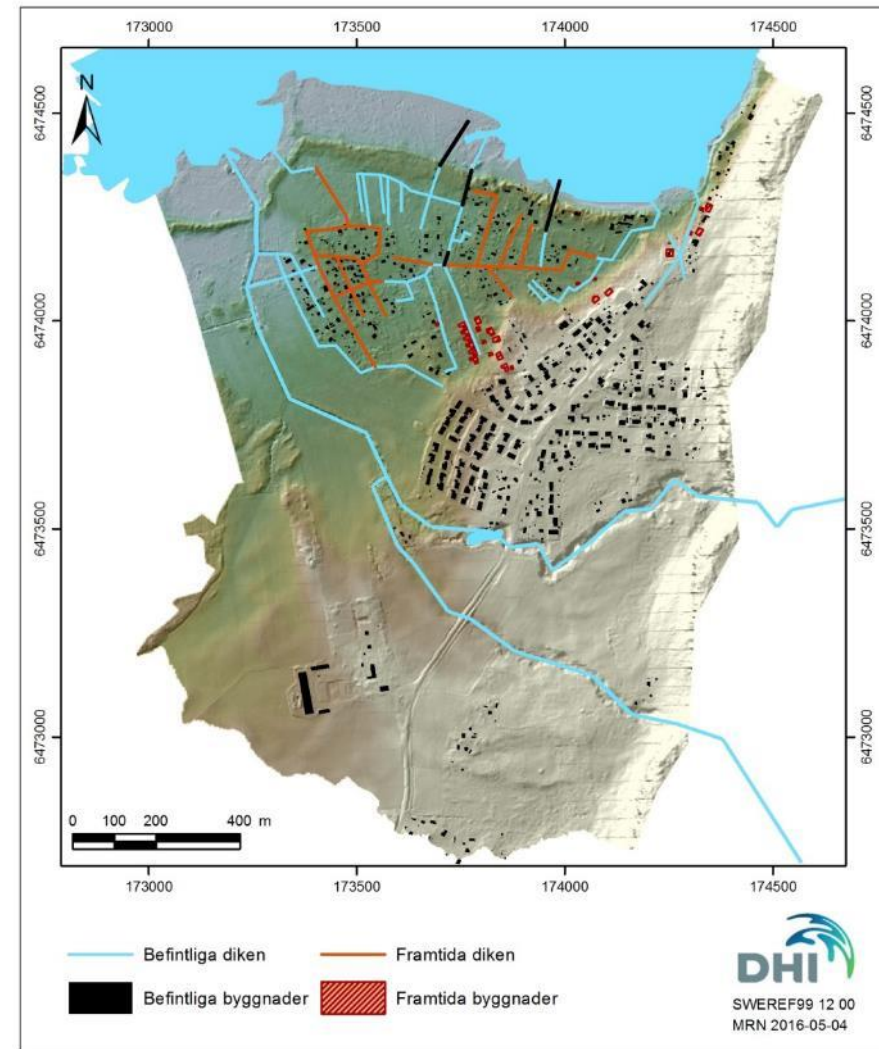 173000 173500 174000 174500
N
6474500 6474500
6474000 6474000
6473500 6473500
6473000 6473000
0 100 200 400 m
173000 173500 174000 174500
Befintliga diken Framtida diken
Befintliga byggnader Framtida byggnader
DHI
SWEREF99 12 00
MRN 2016-05-04